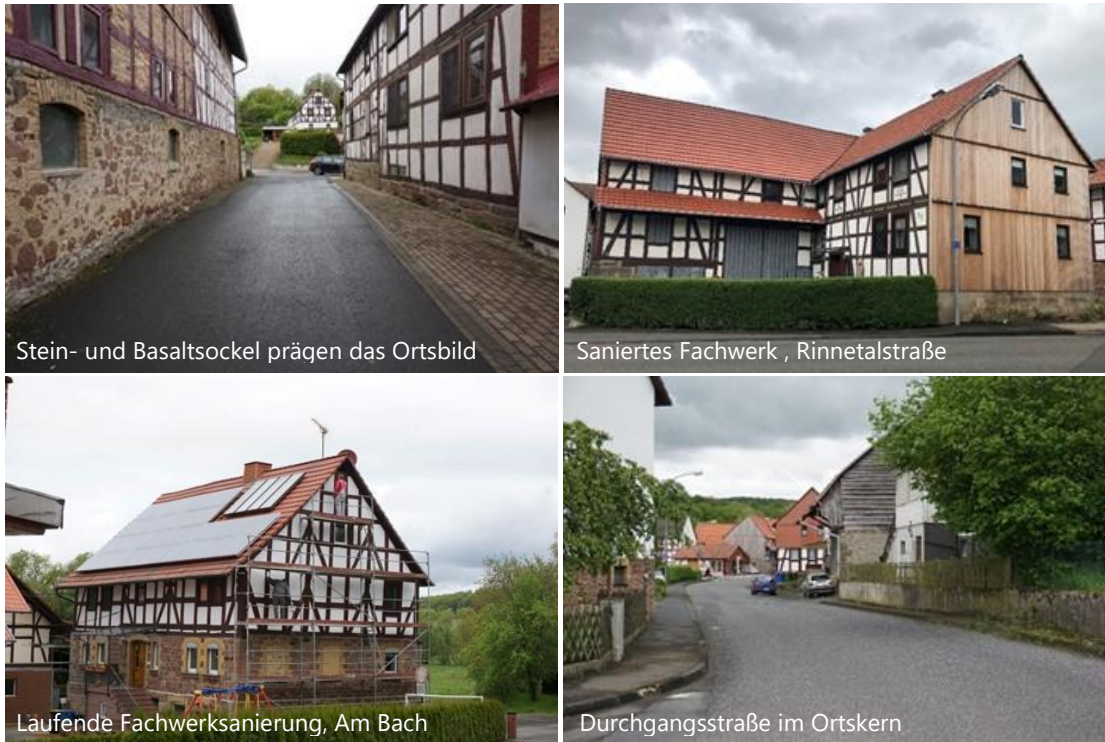 Stein- und Basaltsockel prägen das Ortsbild
Saniertes Fachwerk , Rinnetalstraße
Laufende Fachwerksanierung, Am Bach
Durchgangsstraße im Ortskern